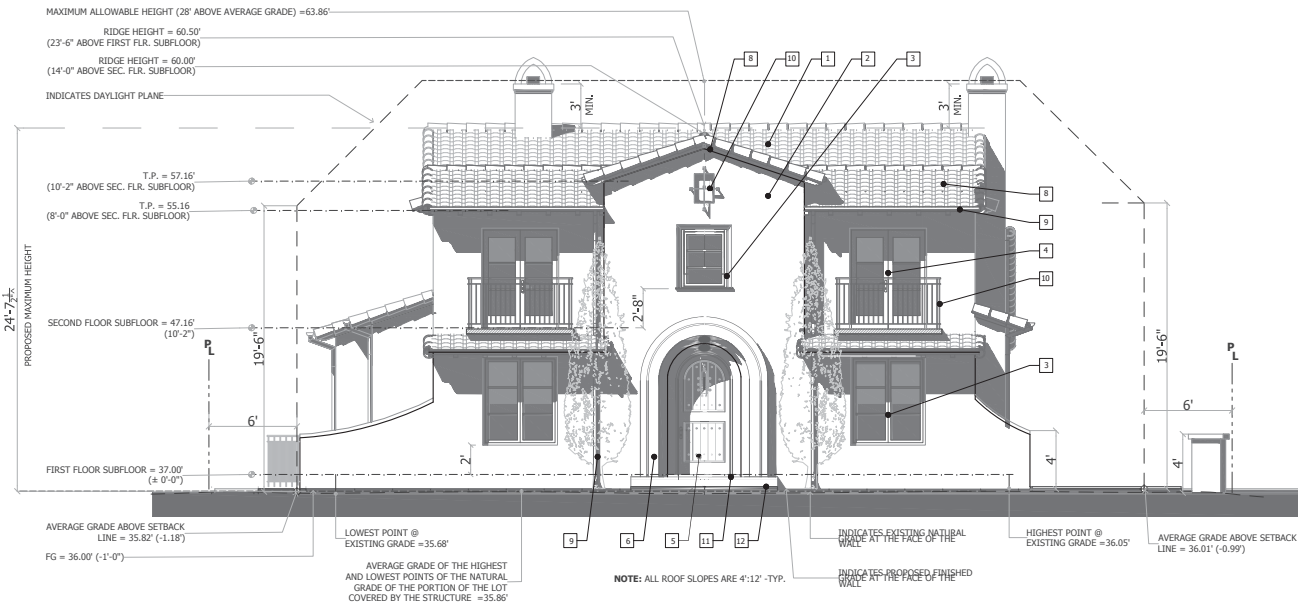 MAXIMUM ALLOWABLE HEIGHT (28' ABOVE AVERAGE GRADE) =63.86'
RIDGE HEIGHT = 60.50'
(23'-6" ABOVE FIRST FLR. SUBFLOOR)
RIDGE HEIGHT = 60.00'
(14'-0" ABOVE SEC. FLR. SUBFLOOR)
INDICATES DAYLIGHT PLANE
8
10
1
2
3
3'
MIN.
3'
MIN.
T.P. = 57.16'
(10'-2" ABOVE SEC. FLR. SUBFLOOR)
T.P. = 55.16
(8'-0" ABOVE SEC. FLR. SUBFLOOR)
8
9
4
10
3
24'-7 1/2"
PROPOSED MAXIMUM HEIGHT
SECOND FLOOR SUBFLOOR = 47.16'
(10'-2")
2'-8"
19'-6"
19'-6"
P
L
P
L
6'
6'
2'
4'
4'
FIRST FLOOR SUBFLOOR = 37.00'
(± 0'-0")
AVERAGE GRADE ABOVE SETBACK
LINE = 35.82' (-1.18')
FG = 36.00' (-1'-0")
LOWEST POINT @
EXISTING GRADE =35.68'
AVERAGE GRADE OF THE HIGHEST
AND LOWEST POINTS OF THE NATURAL
GRADE OF THE PORTION OF THE LOT
COVERED BY THE STRUCTURE =35.86'
9
6
5
11
12
NOTE: ALL ROOF SLOPES ARE 4':12' -TYP.
INDICATES EXISTING NATURAL
GRADE AT THE FACE OF THE
WALL
INDICATES PROPOSED FINISHED
GRADE AT THE FACE OF THE
WALL
HIGHEST POINT @
EXISTING GRADE =36.05'
AVERAGE GRADE ABOVE SETBACK
LINE = 36.01' (-0.99')